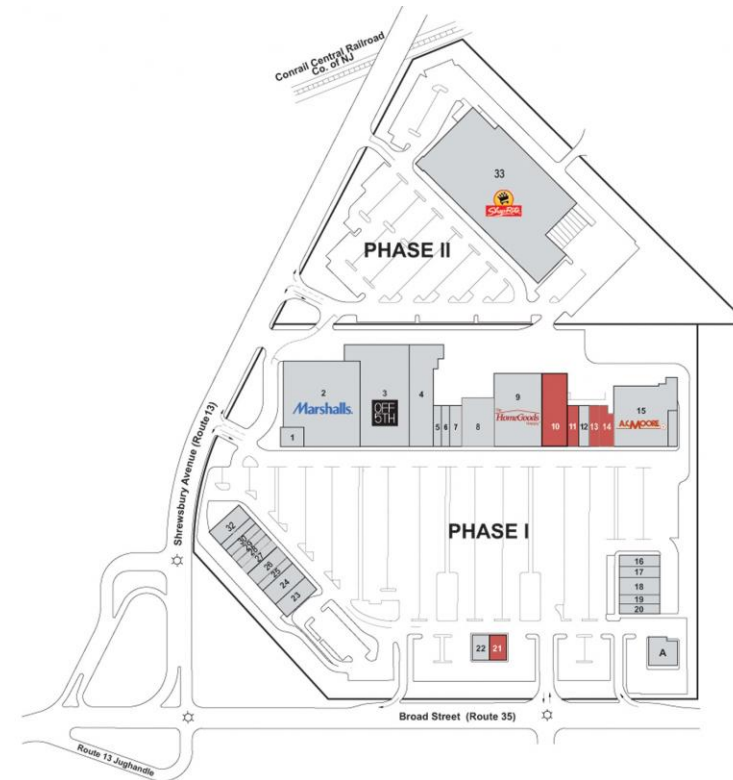 Conrail Central Railroad
Co. of NJ
33
ShopRite
PHASE II
2
Marshalls.
1
3
OFF
5TH
4
5
6
7
8
9
HomeGoods
10
11
12
13
14
15
A.C.MOORE
Shrewsbury Avenue (Route 13)
PHASE I
32
26
25
24
23
16
17
18
19
20
22
21
A
Broad Street (Route 35)
Route 13 Jughandle